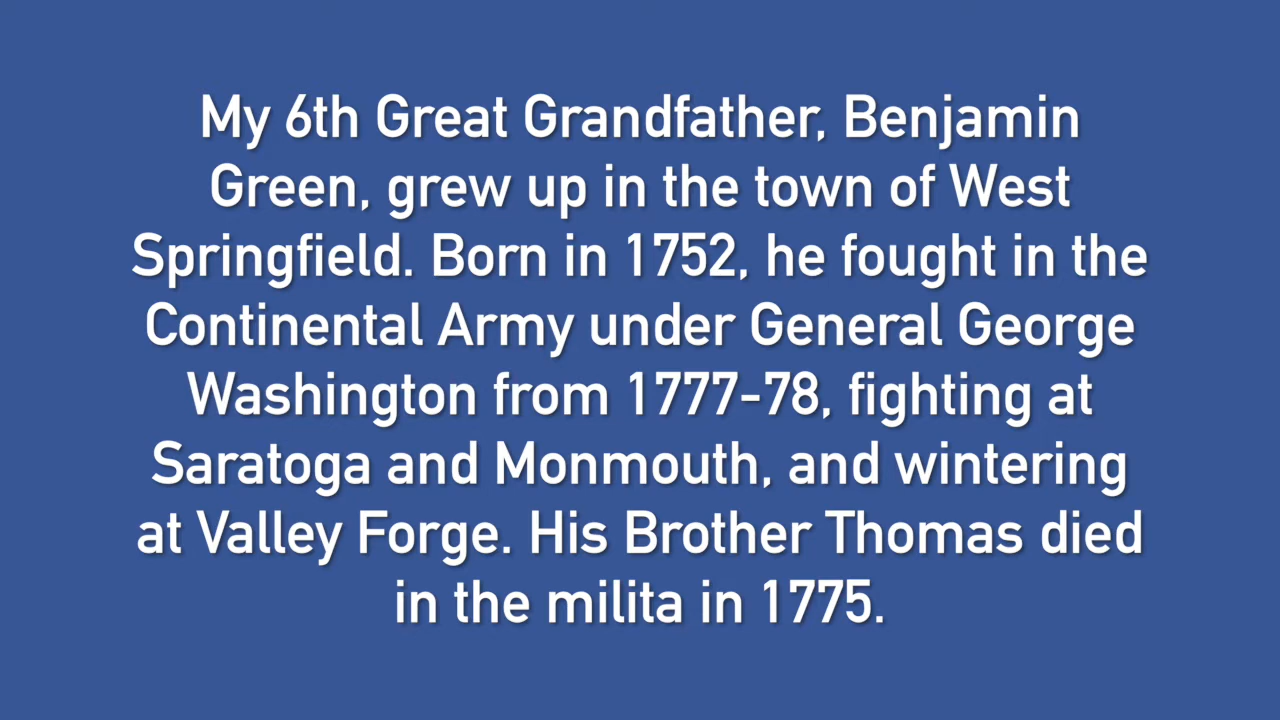 My 6th Great Grandfather, Benjamin
Green, grew up in the town of West
Springfield. Born in 1752, he fought in the
Continental Army under General George
Washington from 1777-78, fighting at
Saratoga and Monmouth, and wintering
at Valley Forge. His Brother Thomas died
in the milita in 1775.